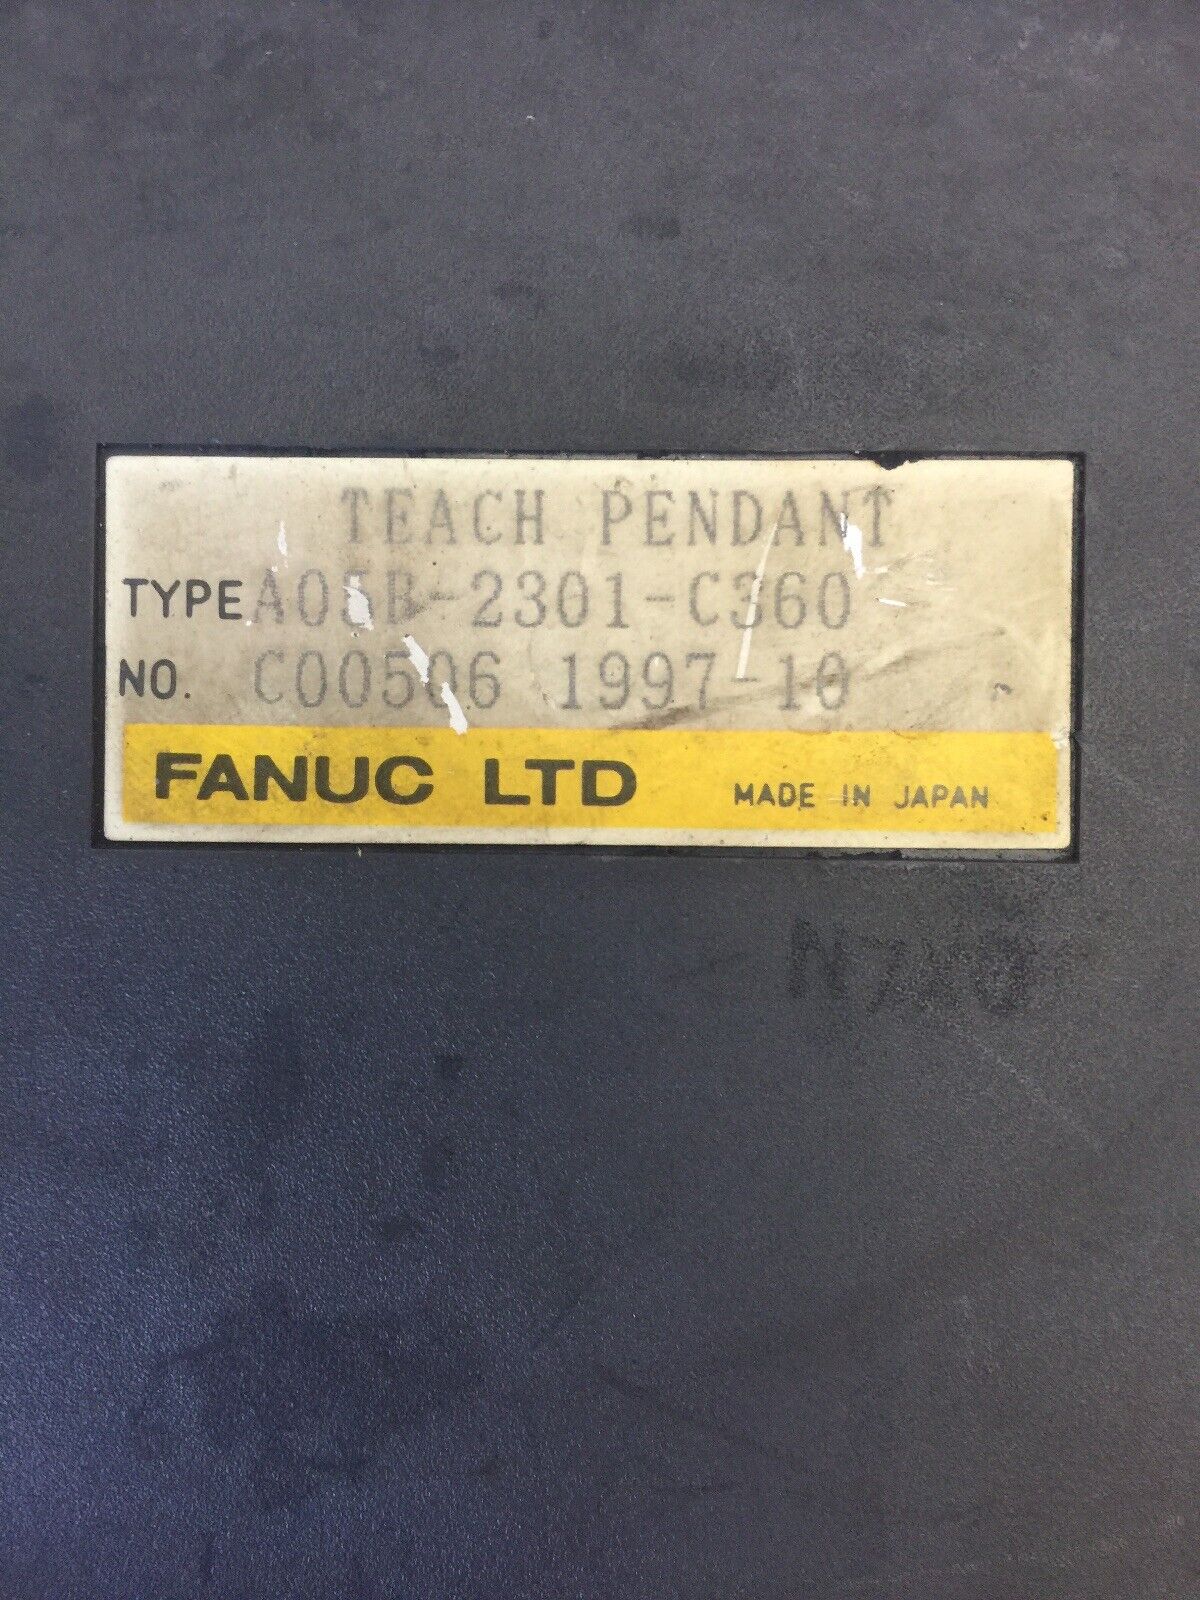 TEACH PENDANT
TYPE A05B-2301-C360
NO. C00506 1997-10
FANUC LTD MADE IN JAPAN